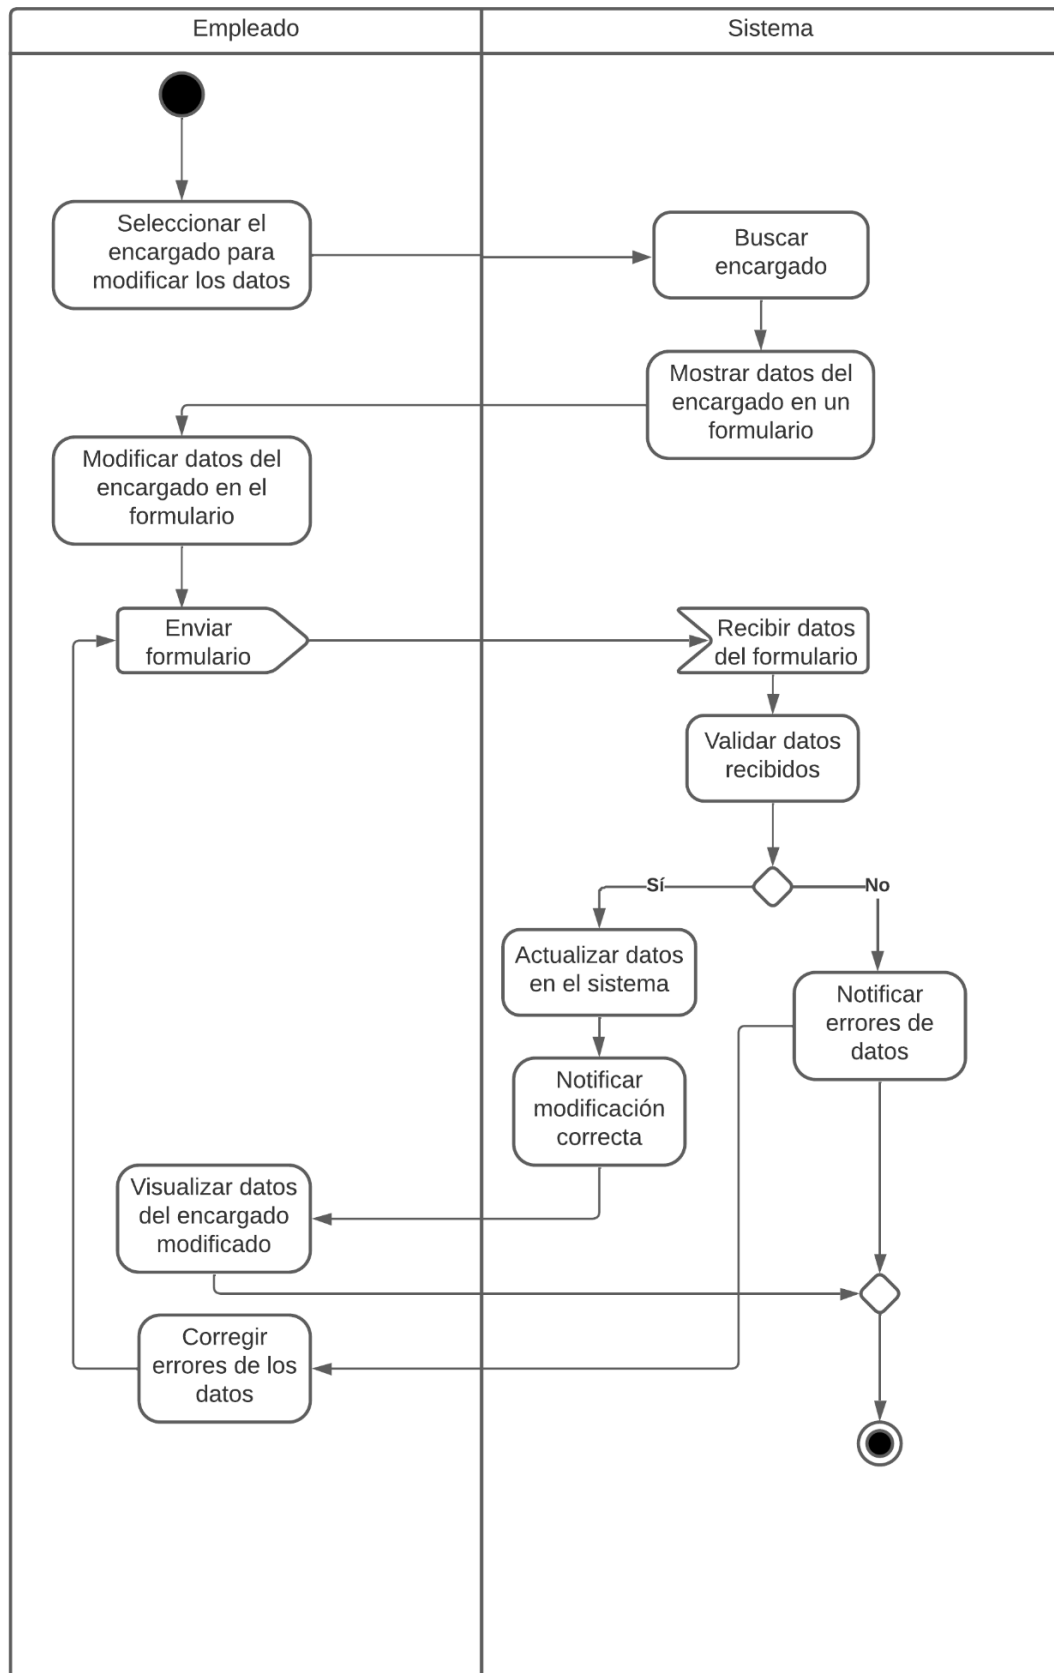 Empleado
Sistema
Seleccionar el
encargado para
modificar los datos
Buscar
encargado
Mostrar datos del
encargado en un
formulario
Modificar datos del
encargado en el
formulario
Enviar
formulario
Recibir datos
del formulario
Validar datos
recibidos
Sí
No
Actualizar datos
en el sistema
Notificar
errores de
datos
Notificar
modificación
correcta
Visualizar datos
del encargado
modificado
Corregir
errores de los
datos